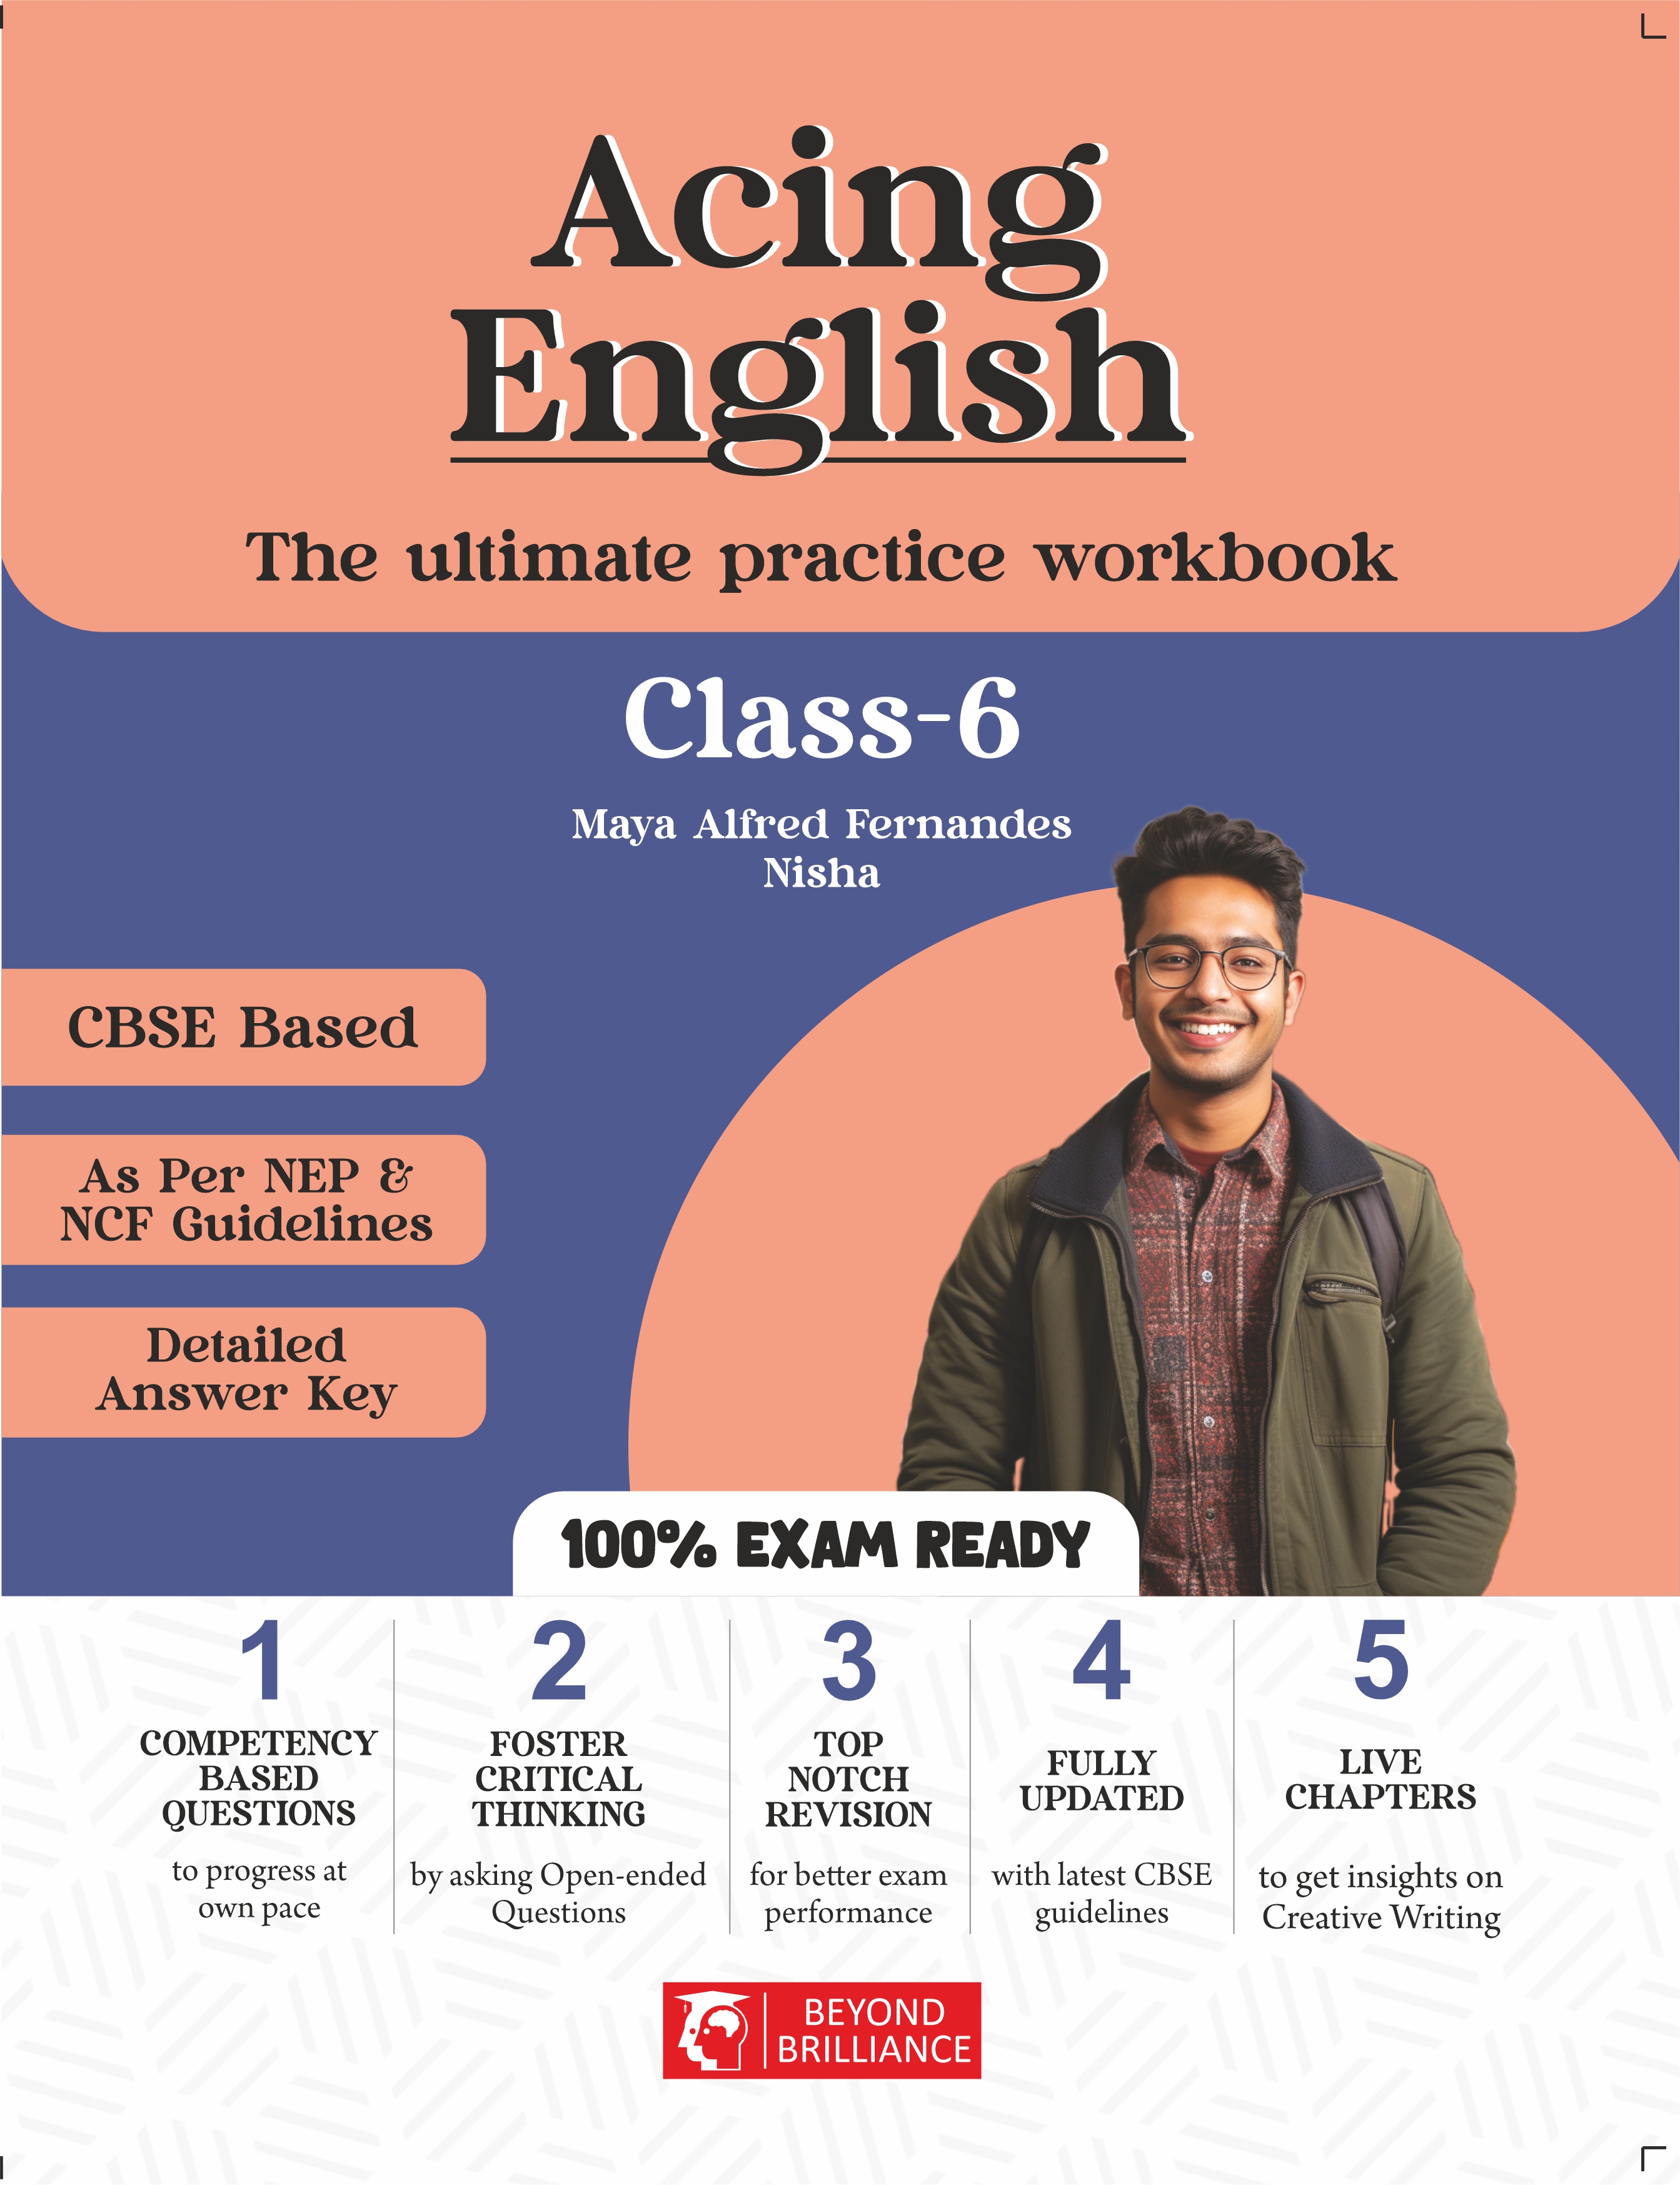 Acing
English
The ultimate practice workbook
Class-6
Maya Alfred Fernandes
Nisha
CBSE Based
As Per NEP &
NCF Guidelines
Detailed
Answer Key
100% EXAM READY
1
COMPETENCY
BASED
QUESTIONS
to progress at
own pace
2
FOSTER
CRITICAL
THINKING
by asking Open-ended
Questions
3
TOP
NOTCH
REVISION
for better exam
performance
4
FULLY
UPDATED
with latest CBSE
guidelines
5
LIVE
CHAPTERS
to get insights on
Creative Writing
BEYOND
BRILLIANCE